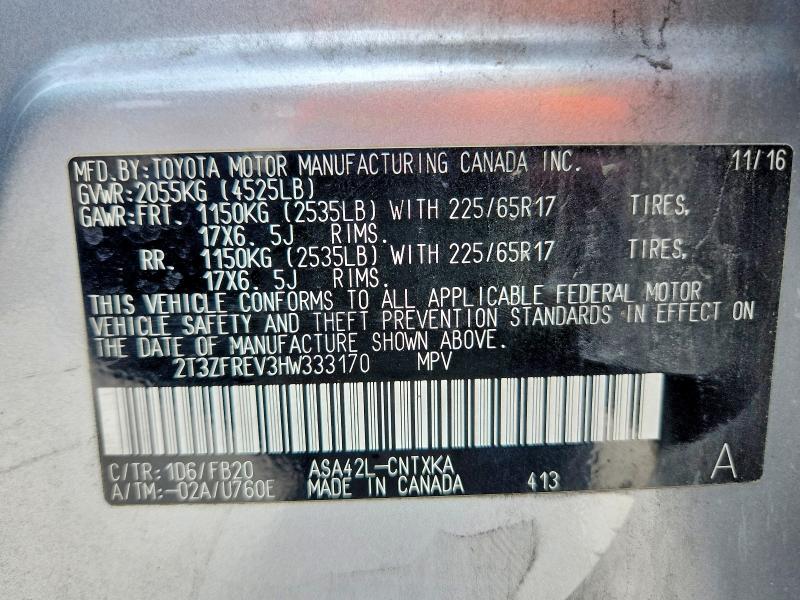 MFD.BY:TOYOTA MOTOR MANUFACTURING CANADA INC. 11/16
GVWR:2055KG (4525LB)
GAWR:FRT. 1150KG (2535LB) WITH 225/65R17 TIRES,
17X6. 5J RIMS.
RR. 1150KG (2535LB) WITH 225/65R17 TIRES,
17X6. 5J RIMS.
THIS VEHICLE CONFORMS TO ALL APPLICABLE FEDERAL MOTOR
VEHICLE SAFETY AND THEFT PREVENTION STANDARDS IN EFFECT ON
THE DATE OF MANUFACTURE SHOWN ABOVE.
2T3ZFREV3HW333170 MPV
C/TR:1D6/FB20 ASA42L-CNTXKA A
A/TM:-02A/U760E MADE IN CANADA 413